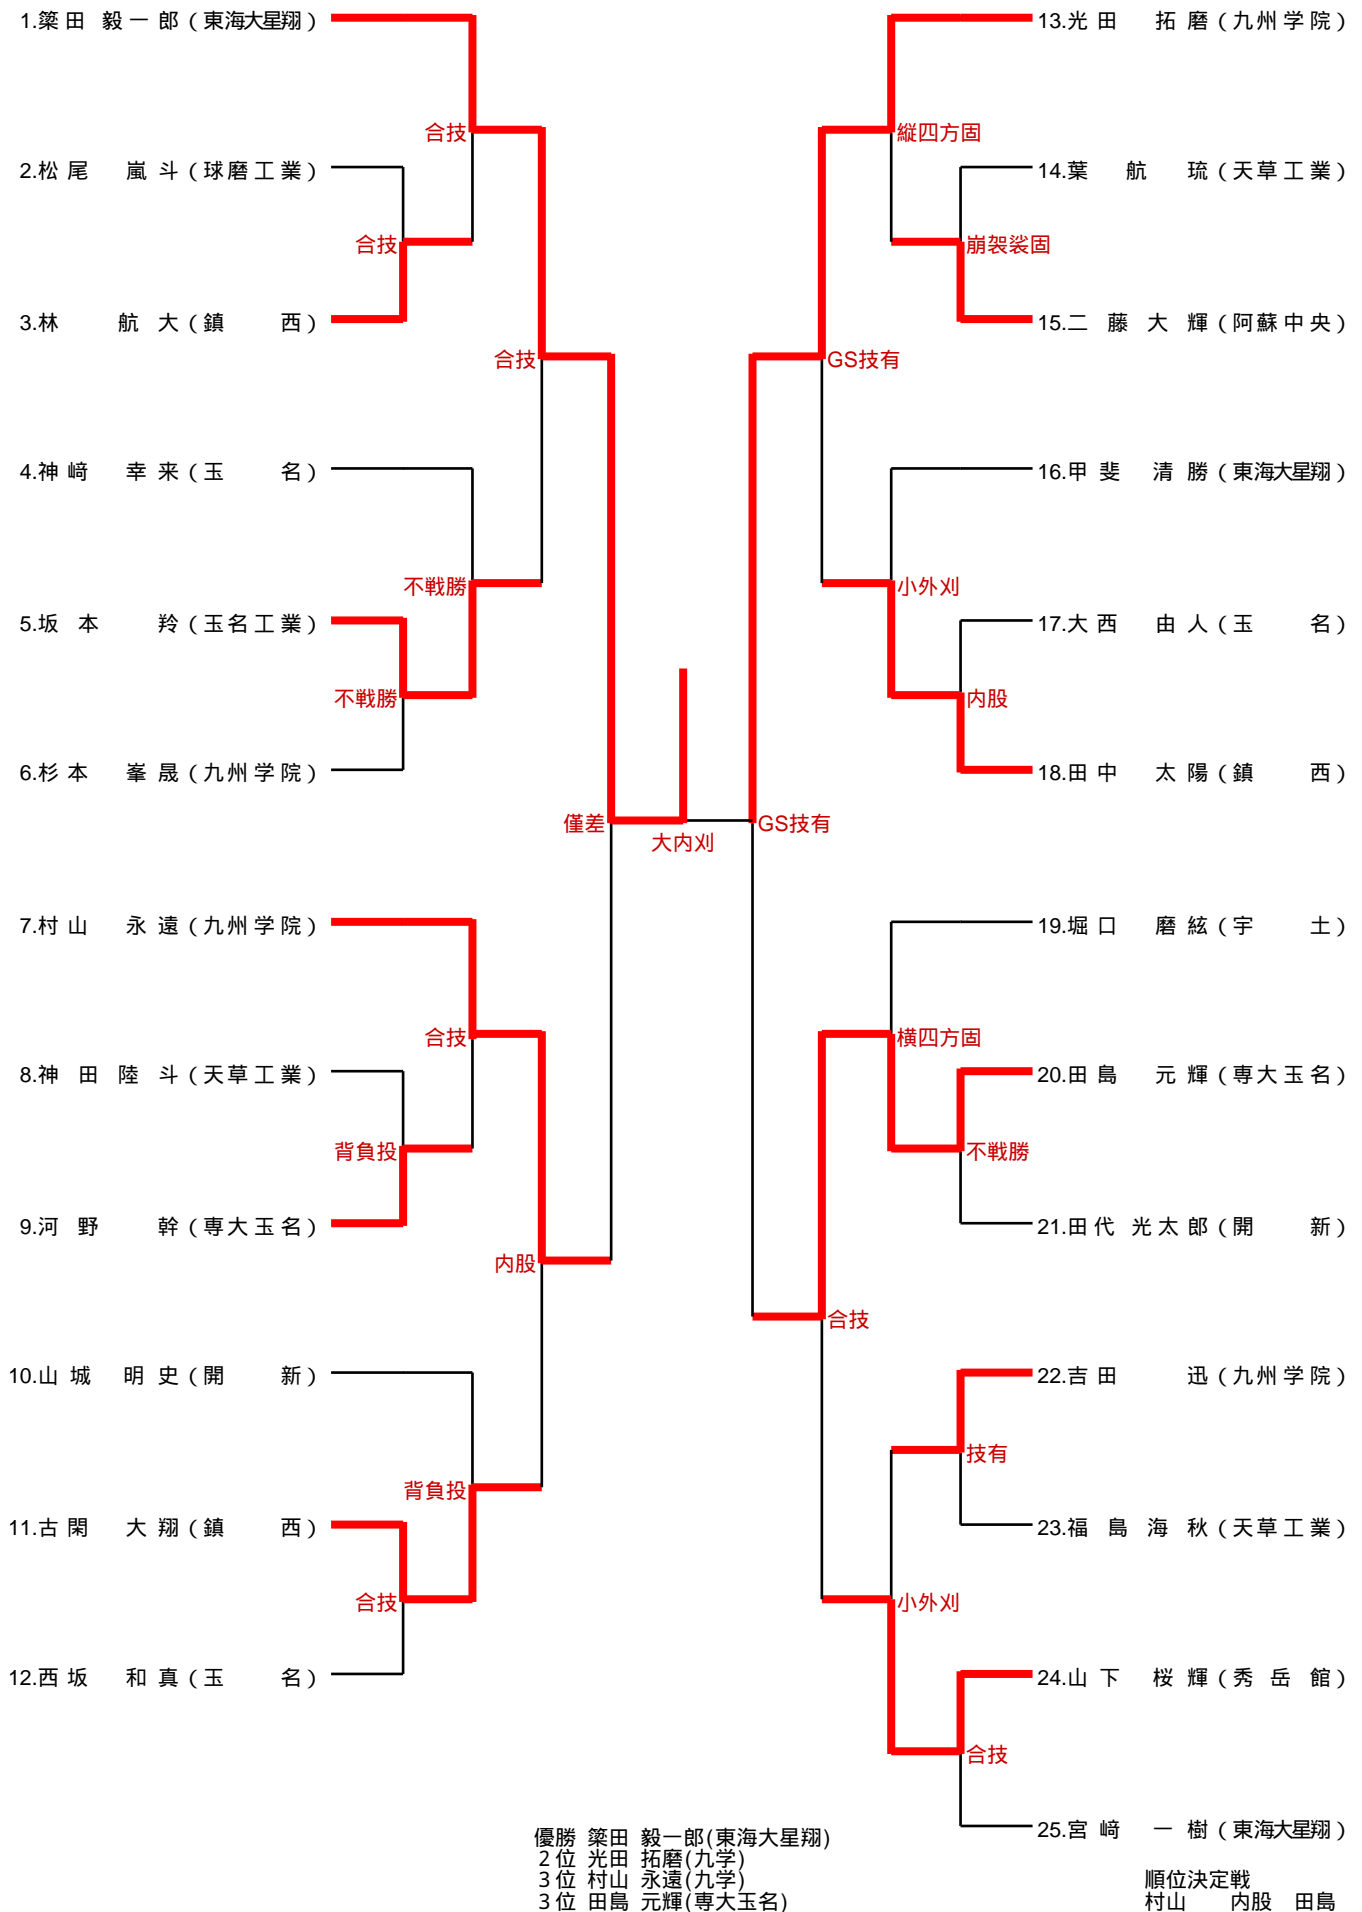 1.築田 毅一郎(東海大星翔)
合技
2.松尾 嵐斗(球磨工業)
合技
3.林 航大(鎮 西)
合技
4.神﨑 幸来(玉 名)
不戦勝
5.坂本 羚(玉名工業)
不戦勝
6.杉本 峯晟(九州学院)
僅差
7.村山 永遠(九州学院)
合技
8.神田 陸斗(天草工業)
背負投
9.河野 幹(専大玉名)
内股
10.山城 明史(開 新)
背負投
11.古閑 大翔(鎮 西)
合技
12.西坂 和真(玉 名)
大内刈
13.光田 拓磨(九州学院)
縦四方固
14.葉 航琉(天草工業)
崩袈裟固
15.二藤 大輝(阿蘇中央)
GS技有
16.甲斐 清勝(東海大星翔)
小外刈
17.大西 由人(玉 名)
内股
18.田中 太陽(鎮 西)
GS技有
19.堀口 磨絃(宇 土)
横四方固
20.田島 元輝(専大玉名)
不戦勝
21.田代 光太郎(開 新)
合技
22.吉田 迅(九州学院)
技有
23.福島 海秋(天草工業)
小外刈
24.山下 桜輝(秀岳館)
合技
25.宮﨑 一樹(東海大星翔)
優勝 簗田 毅一郎(東海大星翔)
2位 光田 拓磨(九学)
3位 村山 永遠(九学)
3位 田島 元輝(専大玉名)
順位決定戦
村山 内股 田島